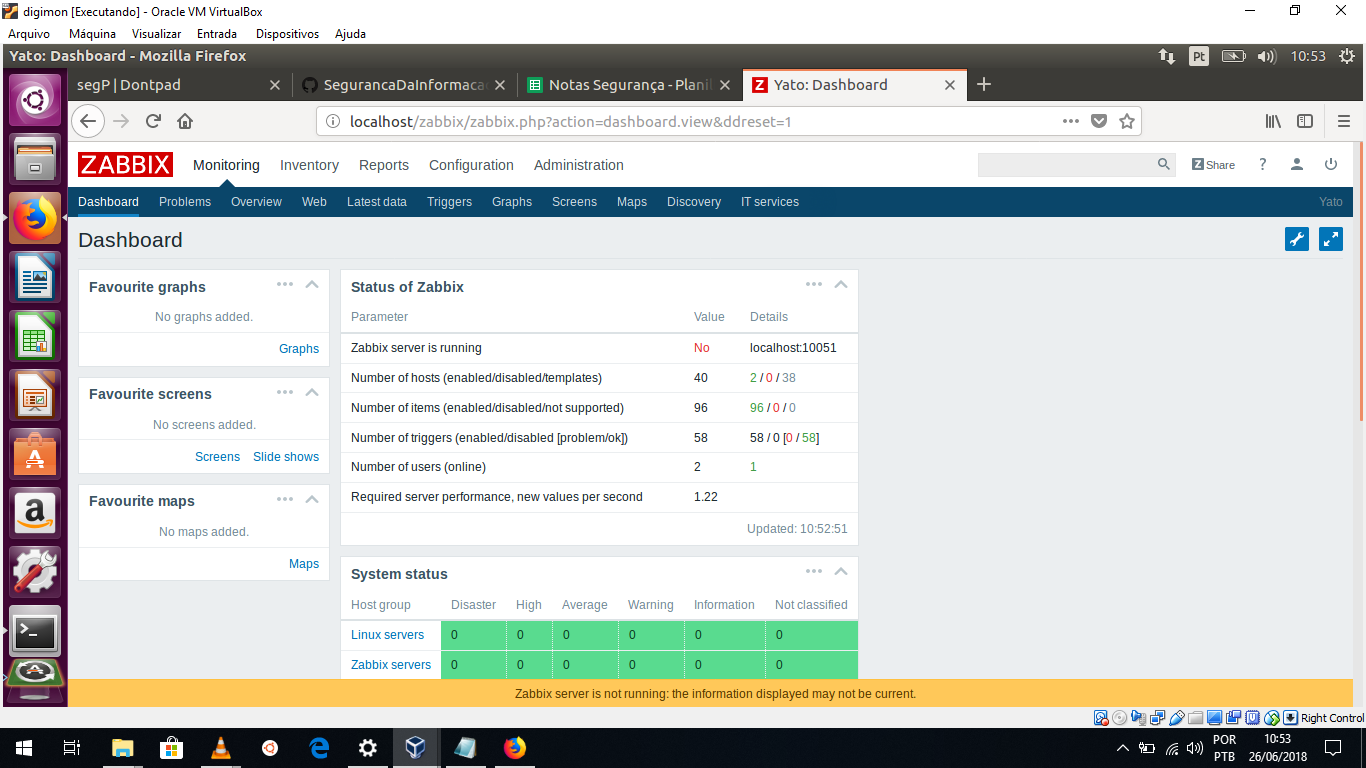 digimon [Executando] - Oracle VM VirtualBox
Arquivo Máquina Visualizar Entrada Dispositivos Ajuda
Yato: Dashboard - Mozilla Firefox Pt 10:53
segP | Dontpad SegurancaDaInformaca Notas Segurança - Planil Yato: Dashboard
localhost/zabbix/zabbix.php?action=dashboard.view&ddreset=1
ZABBIX Monitoring Inventory Reports Configuration Administration Z Share ?
Dashboard Problems Overview Web Latest data Triggers Graphs Screens Maps Discovery IT services Yato
Dashboard
Favourite graphs
No graphs added.
Graphs
Favourite screens
No screens added.
Screens Slide shows
Favourite maps
No maps added.
Maps
Status of Zabbix
Parameter Value Details
Zabbix server is running No localhost:10051
Number of hosts (enabled/disabled/templates) 40 2 / 0 / 38
Number of items (enabled/disabled/not supported) 96 96 / 0 / 0
Number of triggers (enabled/disabled [problem/ok]) 58 58 / 0 [0 / 58]
Number of users (online) 2 1
Required server performance, new values per second 1.22
Updated: 10:52:51
System status
Host group Disaster High Average Warning Information Not classified
Linux servers 0 0 0 0 0 0
Zabbix servers 0 0 0 0 0 0
Zabbix server is not running: the information displayed may not be current.
Right Control
POR 10:53
PTB 26/06/2018